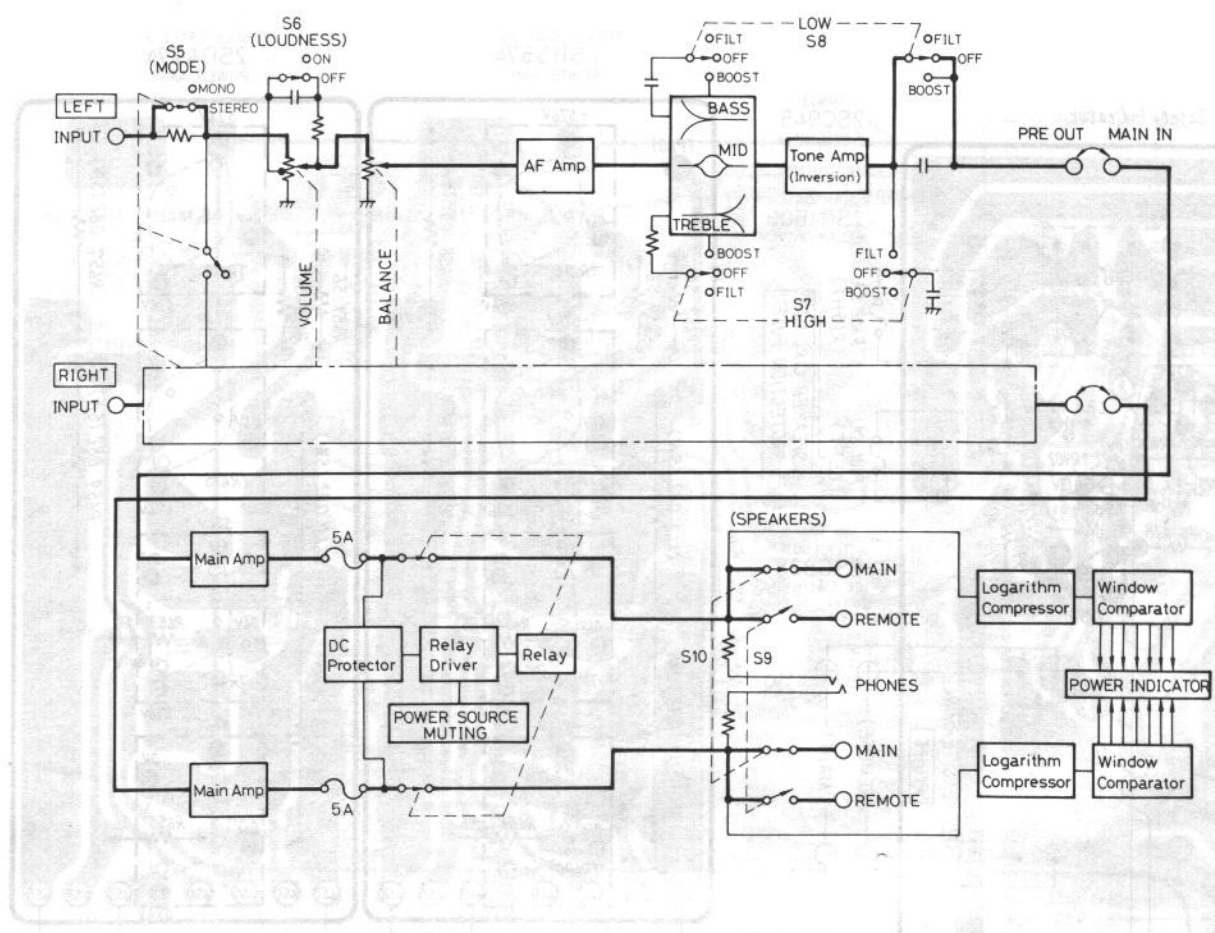 S5
(MODE)
S6
(LOUDNESS)
LOW
S8
MONO
STEREO
ON
OFF
FILT
OFF
BOOST
FILT
OFF
BOOST
LEFT
INPUT
BASS
MID
TREBLE
AF Amp
Tone Amp
(Inversion)
PRE OUT
MAIN IN
BOOST
OFF
FILT
FILT
OFF
BOOST
S7
HIGH
VOLUME
BALANCE
RIGHT
INPUT
Main Amp
5A
(SPEAKERS)
MAIN
REMOTE
Logarithm
Compressor
Window
Comparator
DC
Protector
Relay
Driver
Relay
S10
S9
PHONES
POWER INDICATOR
POWER SOURCE
MUTING
Main Amp
5A
MAIN
REMOTE
Logarithm
Compressor
Window
Comparator